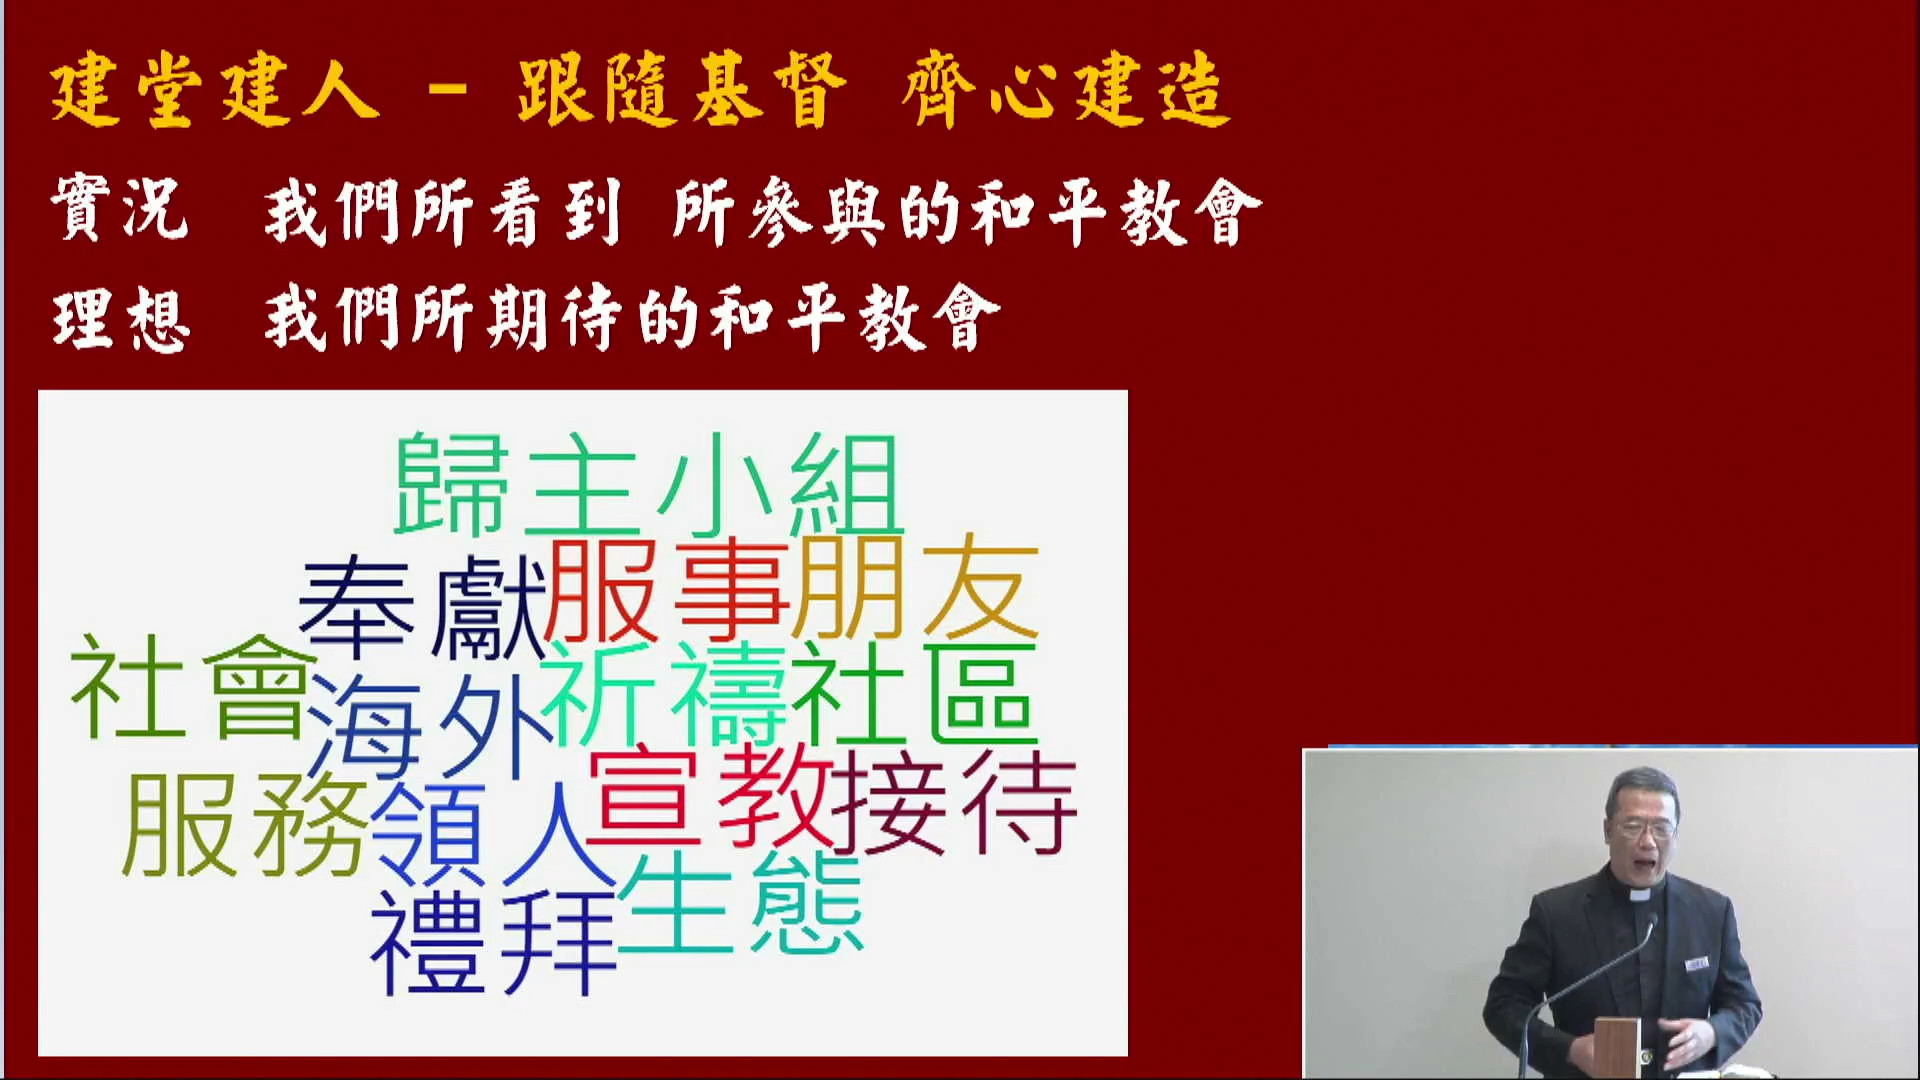 建堂建人 - 跟隨基督 齊心建造
實況 我們所看到 所參與的和平教會
理想 我們所期待的和平教會
歸主小組
奉獻 服事 朋友
社會 海外 祈禱 社區
服務 領人 宣教 接待
禮拜 生態